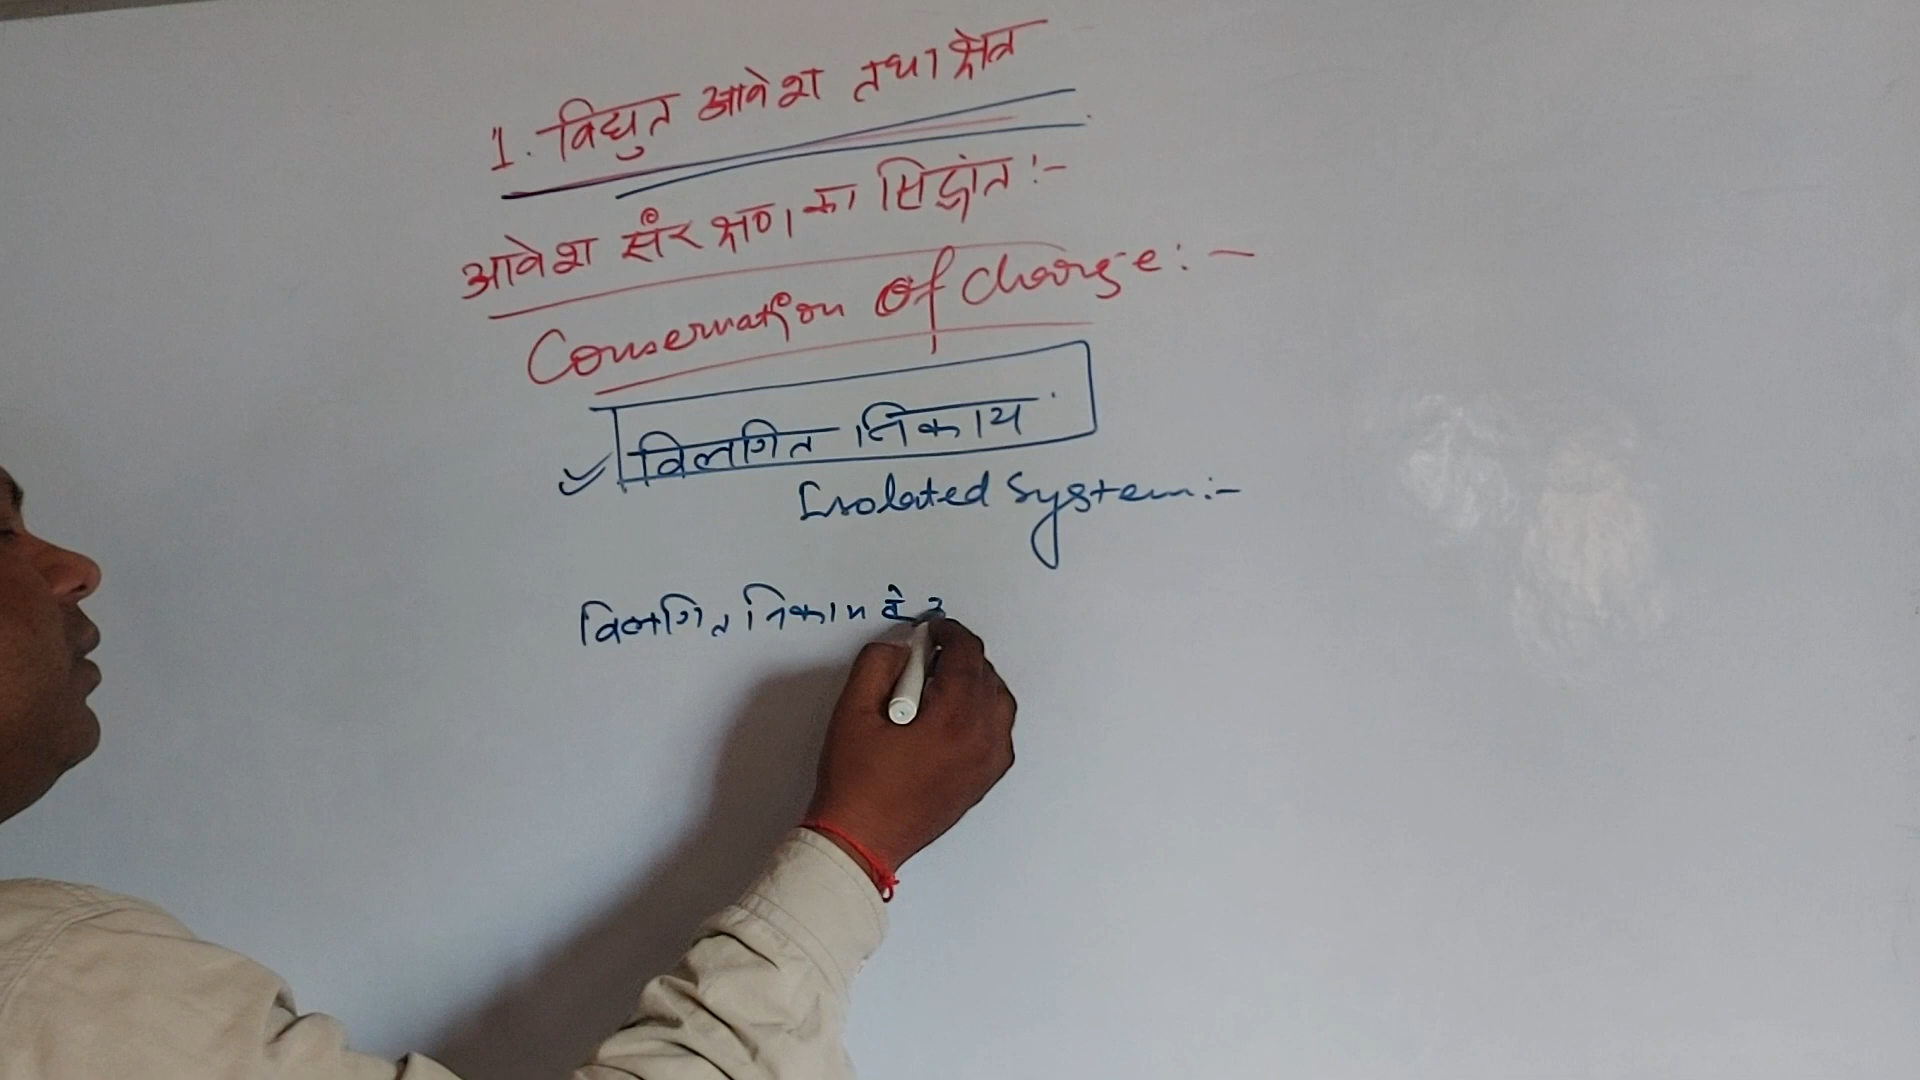 1. विद्युत आवेश तथा क्षेत्र
आवेश संरक्षण का सिद्धांत :-
Conservation of charge :-
विलगित निकाय
Isolated System :-
विलगित निकाय वे